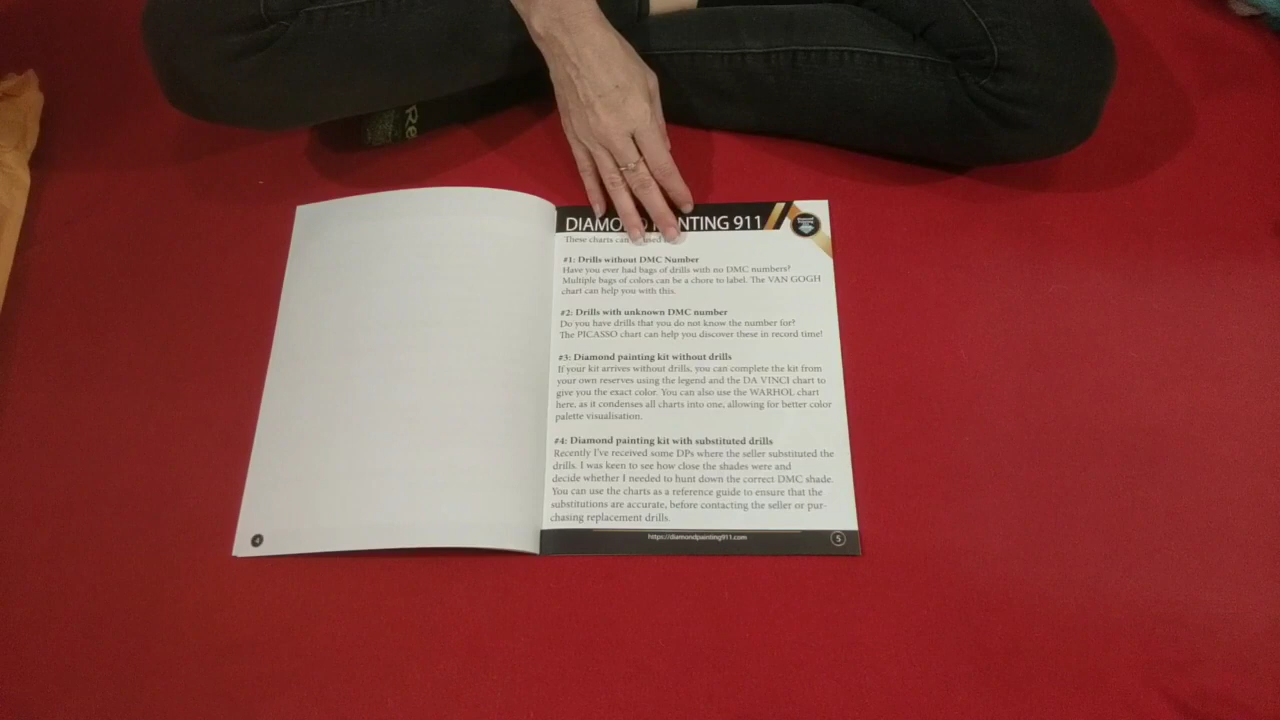 Re
DIAMO NTING 911
These charts can used
#1: Drills without DMC Number
Have you ever had bags of drills with no DMC numbers?
Multiple bags of colors can be a chore to label. The VAN GOGH
chart can help you with this.
#2: Drills with unknown DMC number
Do you have drills that you do not know the number for?
The PICASSO chart can help you discover these in record time!
#3: Diamond painting kit without drills
If your kit arrives without drills, you can complete the kit from
your own reserves using the legend and the DA VINCI chart to
give you the exact color. You can also use the WARHOL chart
here, as it condenses all charts into one, allowing for better color
palette visualisation.
#4: Diamond painting kit with substituted drills
Recently I've received some DPs where the seller substituted the
drills. I was keen to see how close the shades were and
decide whether I needed to hunt down the correct DMC shade.
You can use the charts as a reference guide to ensure that the
substitutions are accurate, before contacting the seller or pur-
chasing replacement drills.
4
https://diamondpainting911.com
5